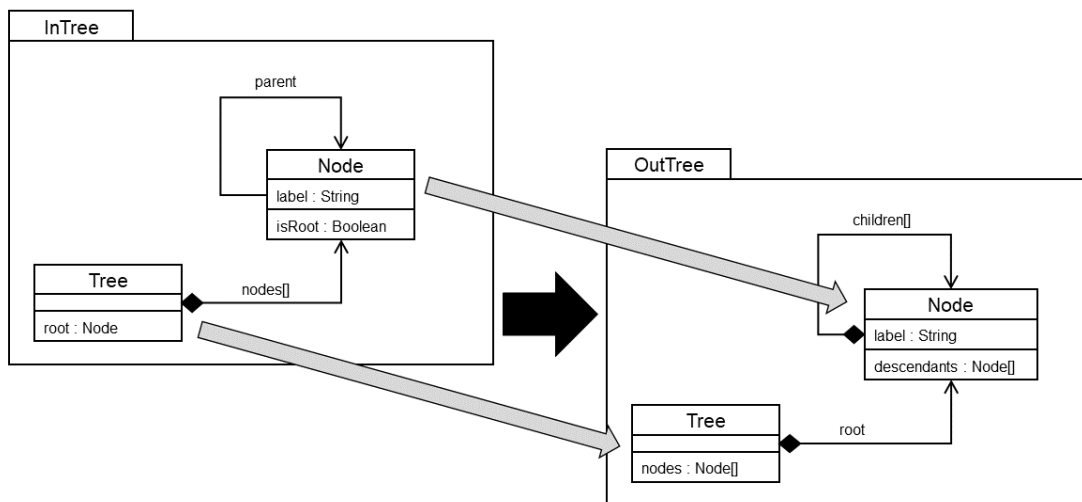 InTree
parent
Node
label : String
isRoot : Boolean
Tree
nodes[]
root : Node
OutTree
children[]
Node
label : String
descendants : Node[]
Tree
root
nodes : Node[]